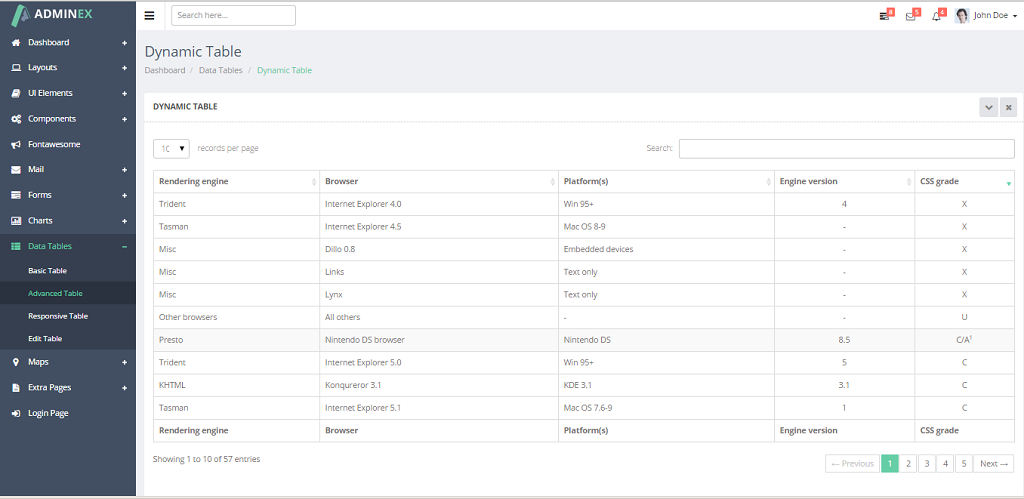 ADMINEX
Search here...
8
5
4
John Doe
Dashboard +
Layouts +
UI Elements +
Components +
Fontawesome
Mail +
Forms +
Charts +
Data Tables −
Basic Table
Advanced Table
Responsive Table
Edit Table
Maps +
Extra Pages +
Login Page
Dynamic Table
Dashboard / Data Tables / Dynamic Table
DYNAMIC TABLE
10 records per page Search:
Rendering engine Browser Platform(s) Engine version CSS grade
Trident Internet Explorer 4.0 Win 95+ 4 X
Tasman Internet Explorer 4.5 Mac OS 8-9 - X
Misc Dillo 0.8 Embedded devices - X
Misc Links Text only - X
Misc Lynx Text only - X
Other browsers All others - - U
Presto Nintendo DS browser Nintendo DS 8.5 C/A¹
Trident Internet Explorer 5.0 Win 95+ 5 C
KHTML Konqureror 3.1 KDE 3.1 3.1 C
Tasman Internet Explorer 5.1 Mac OS 7.6-9 1 C
Rendering engine Browser Platform(s) Engine version CSS grade
Showing 1 to 10 of 57 entries
← Previous 1 2 3 4 5 Next →